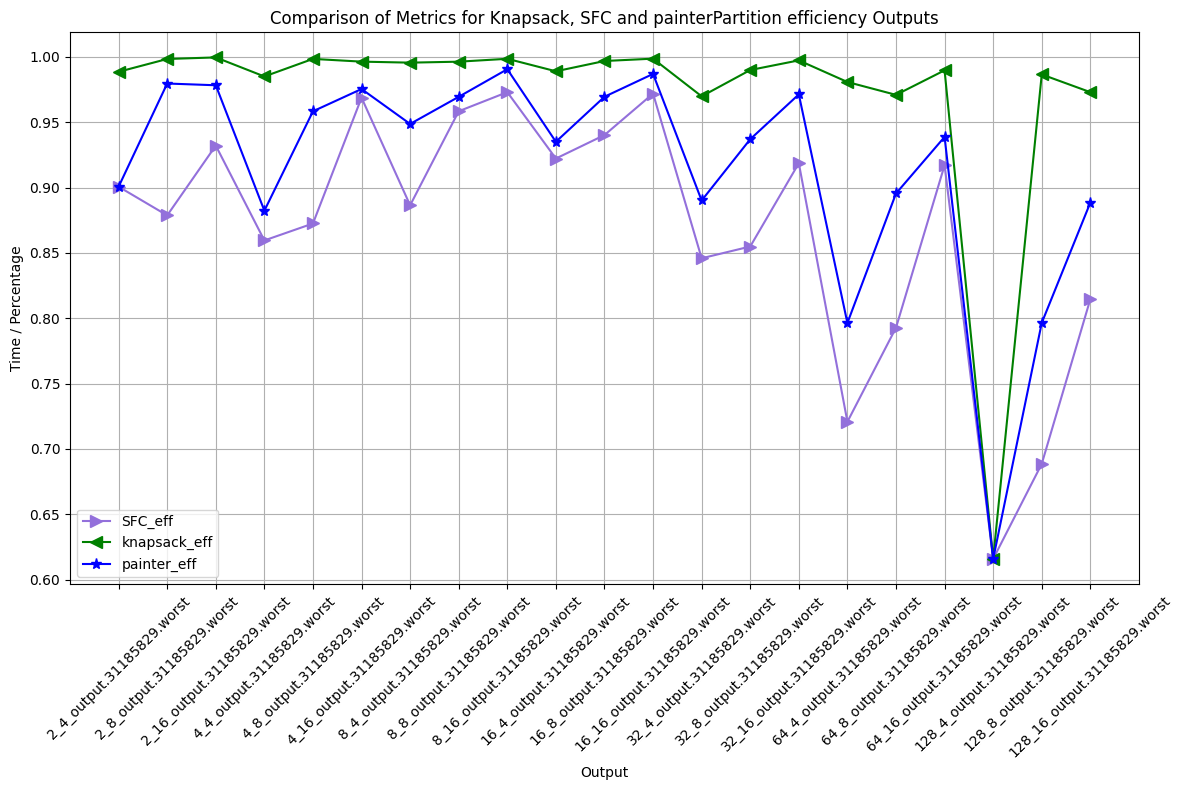 Comparison of Metrics for Knapsack, SFC and painterPartition efficiency Outputs
Time / Percentage
1.00
0.95
0.90
0.85
0.80
0.75
0.70
0.65
0.60
SFC_eff
knapsack_eff
painter_eff
2_4_output.31185829.worst
2_8_output.31185829.worst
2_16_output.31185829.worst
4_4_output.31185829.worst
4_8_output.31185829.worst
4_16_output.31185829.worst
8_4_output.31185829.worst
8_8_output.31185829.worst
8_16_output.31185829.worst
16_4_output.31185829.worst
16_8_output.31185829.worst
16_16_output.31185829.worst
32_4_output.31185829.worst
32_8_output.31185829.worst
32_16_output.31185829.worst
64_4_output.31185829.worst
64_8_output.31185829.worst
64_16_output.31185829.worst
128_4_output.31185829.worst
128_8_output.31185829.worst
128_16_output.31185829.worst
Output